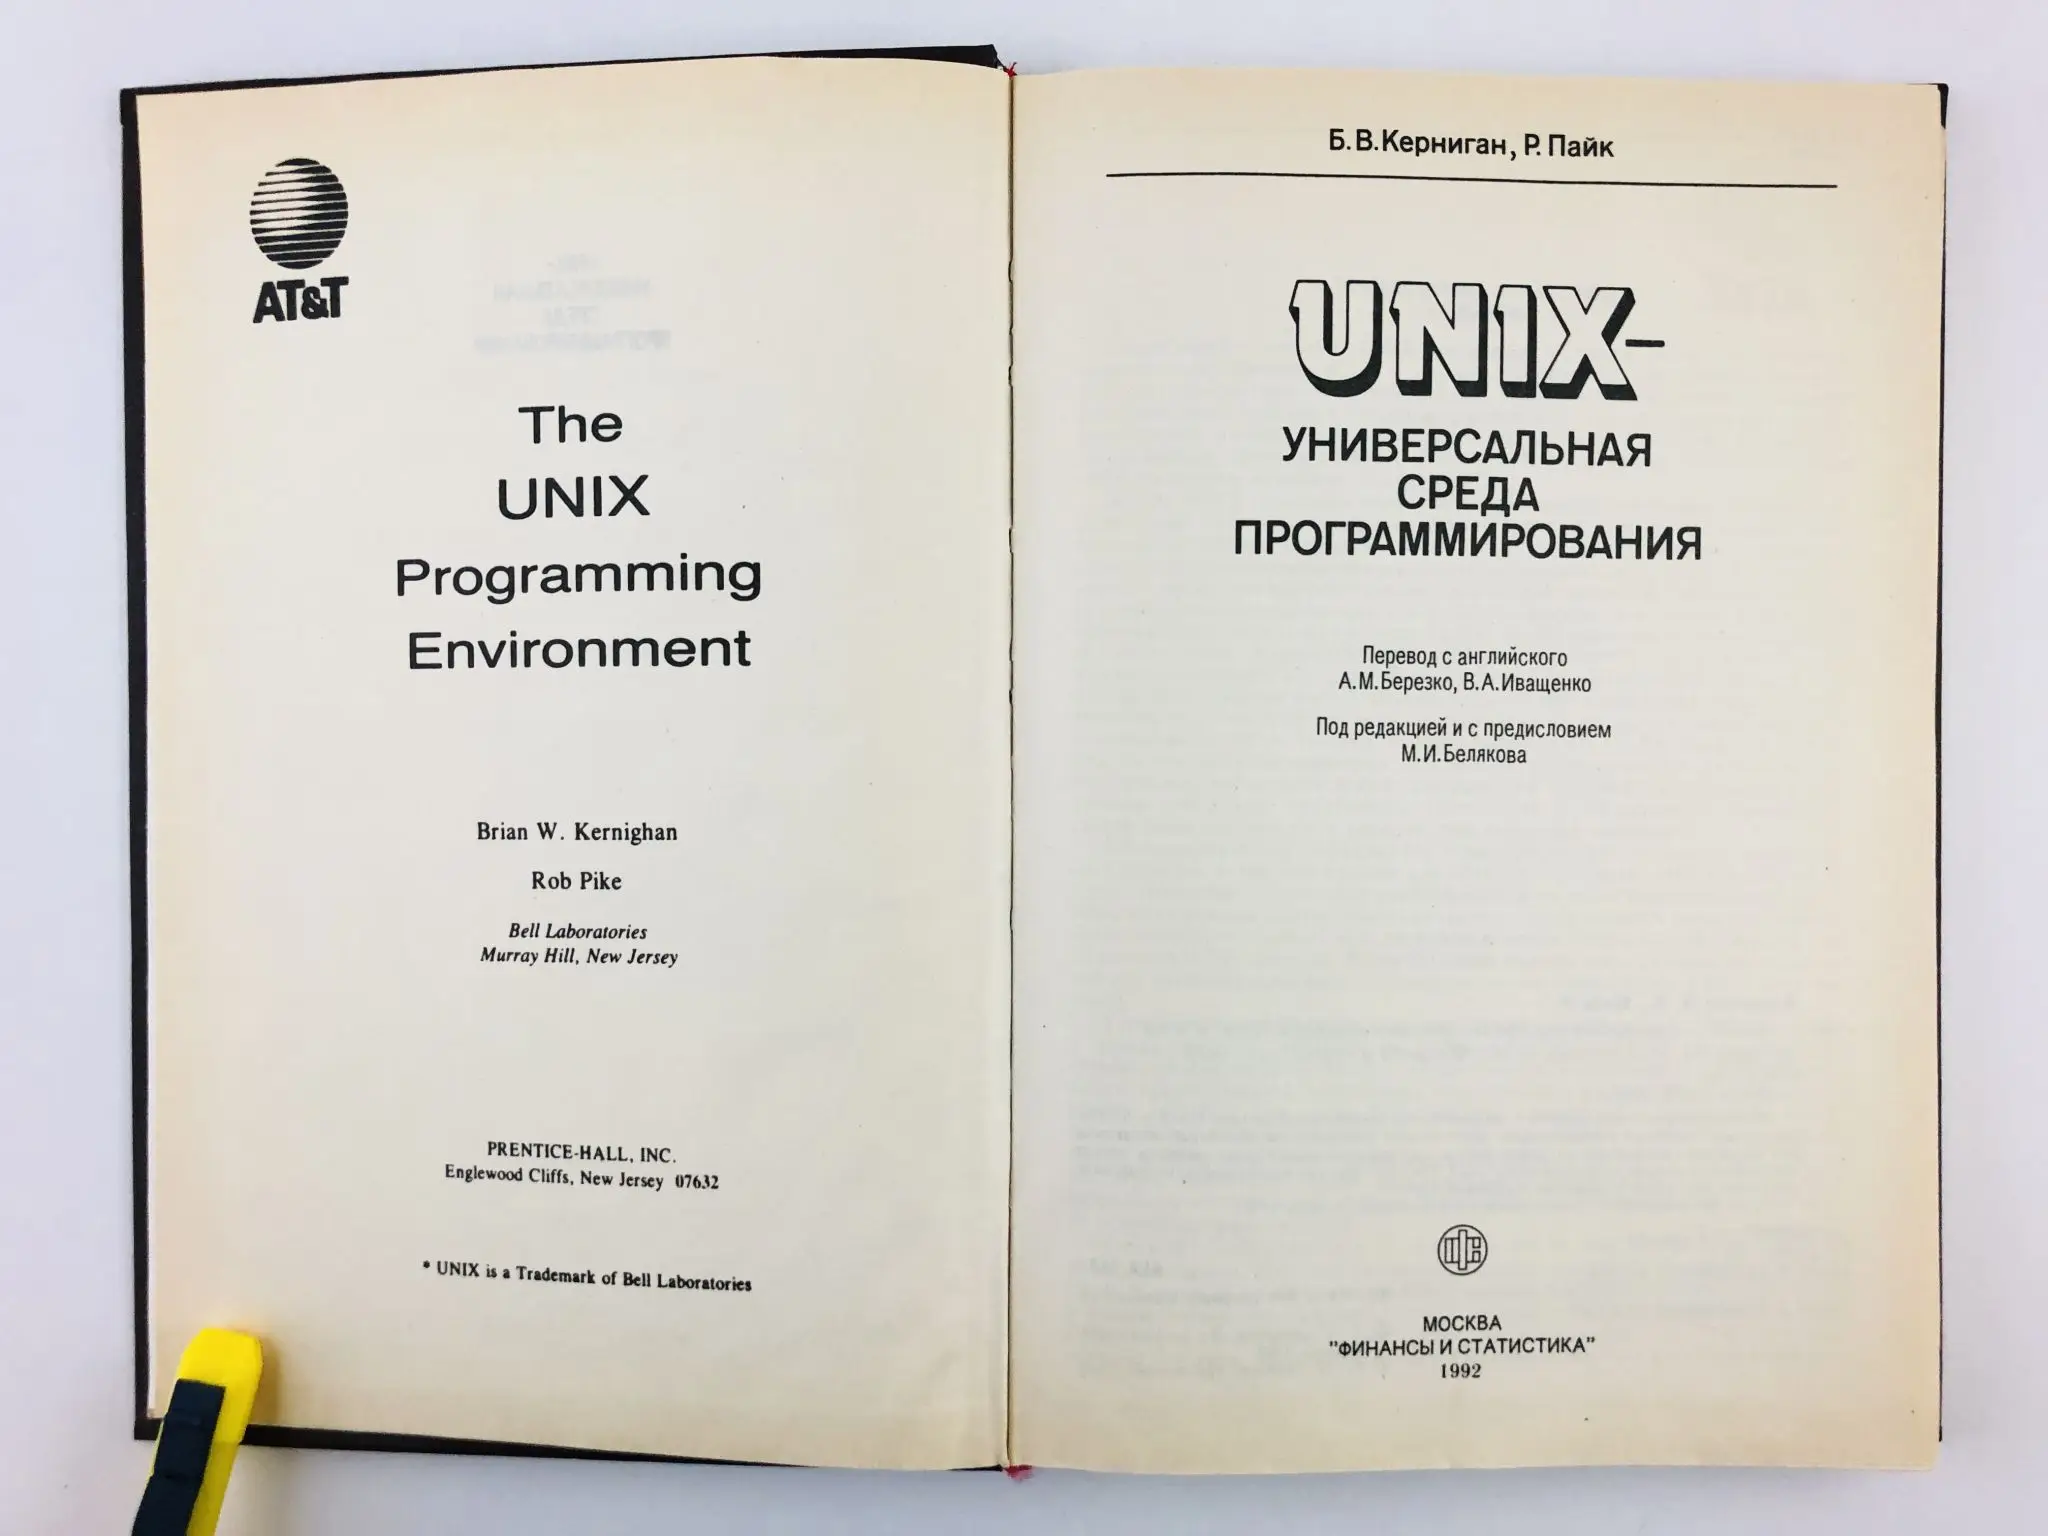 AT&T
The
UNIX
Programming
Environment
Brian W. Kernighan
Rob Pike
Bell Laboratories
Murray Hill, New Jersey
PRENTICE-HALL, INC.
Englewood Cliffs, New Jersey 07632
* UNIX is a Trademark of Bell Laboratories
Б.В.Керниган, Р. Пайк
UNIX–
УНИВЕРСАЛЬНАЯ
СРЕДА
ПРОГРАММИРОВАНИЯ
Перевод с английского
А.М.Березко, В.А.Иващенко
Под редакцией и с предисловием
М.И.Белякова
МОСКВА
"ФИНАНСЫ И СТАТИСТИКА"
1992